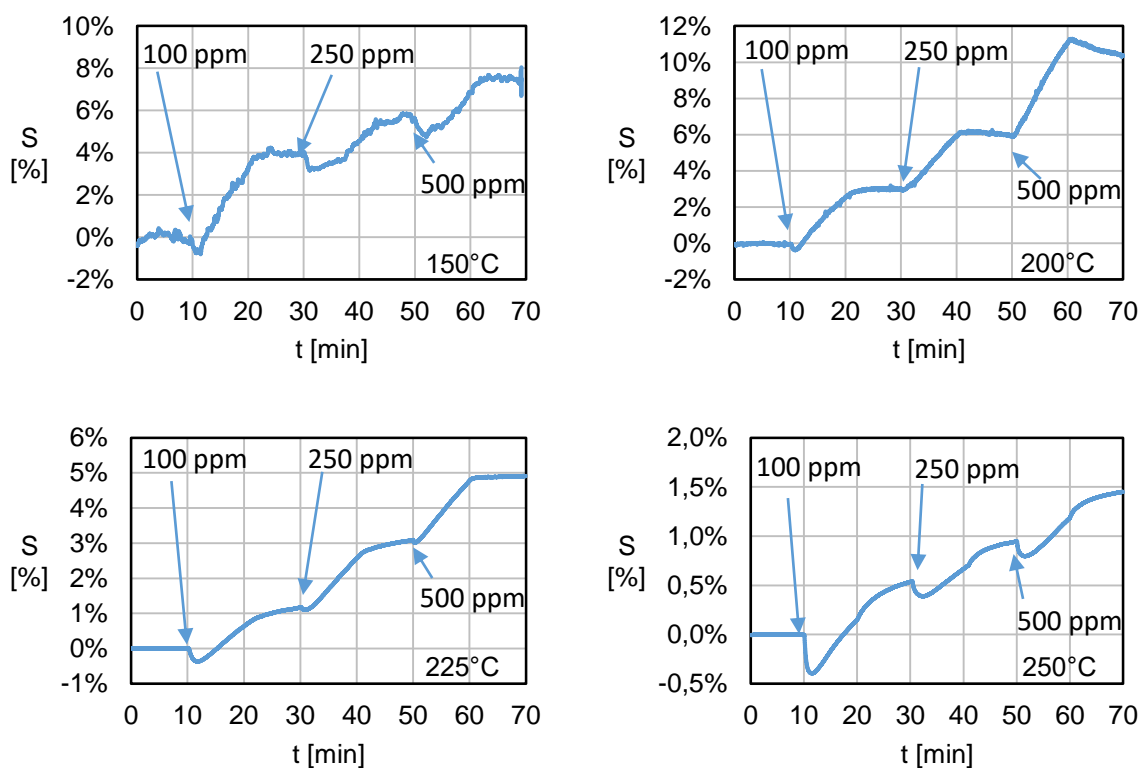 10%
8%
6%
4%
2%
0%
-2%
S
[%]
100 ppm
250 ppm
500 ppm
150°C
0 10 20 30 40 50 60 70
t [min]
12%
10%
8%
6%
4%
2%
0%
-2%
S
[%]
100 ppm
250 ppm
500 ppm
200°C
0 10 20 30 40 50 60 70
t [min]
6%
5%
4%
3%
2%
1%
0%
-1%
S
[%]
100 ppm
250 ppm
500 ppm
225°C
0 10 20 30 40 50 60 70
t [min]
2,0%
1,5%
1,0%
0,5%
0,0%
-0,5%
S
[%]
100 ppm
250 ppm
500 ppm
250°C
0 10 20 30 40 50 60 70
t [min]